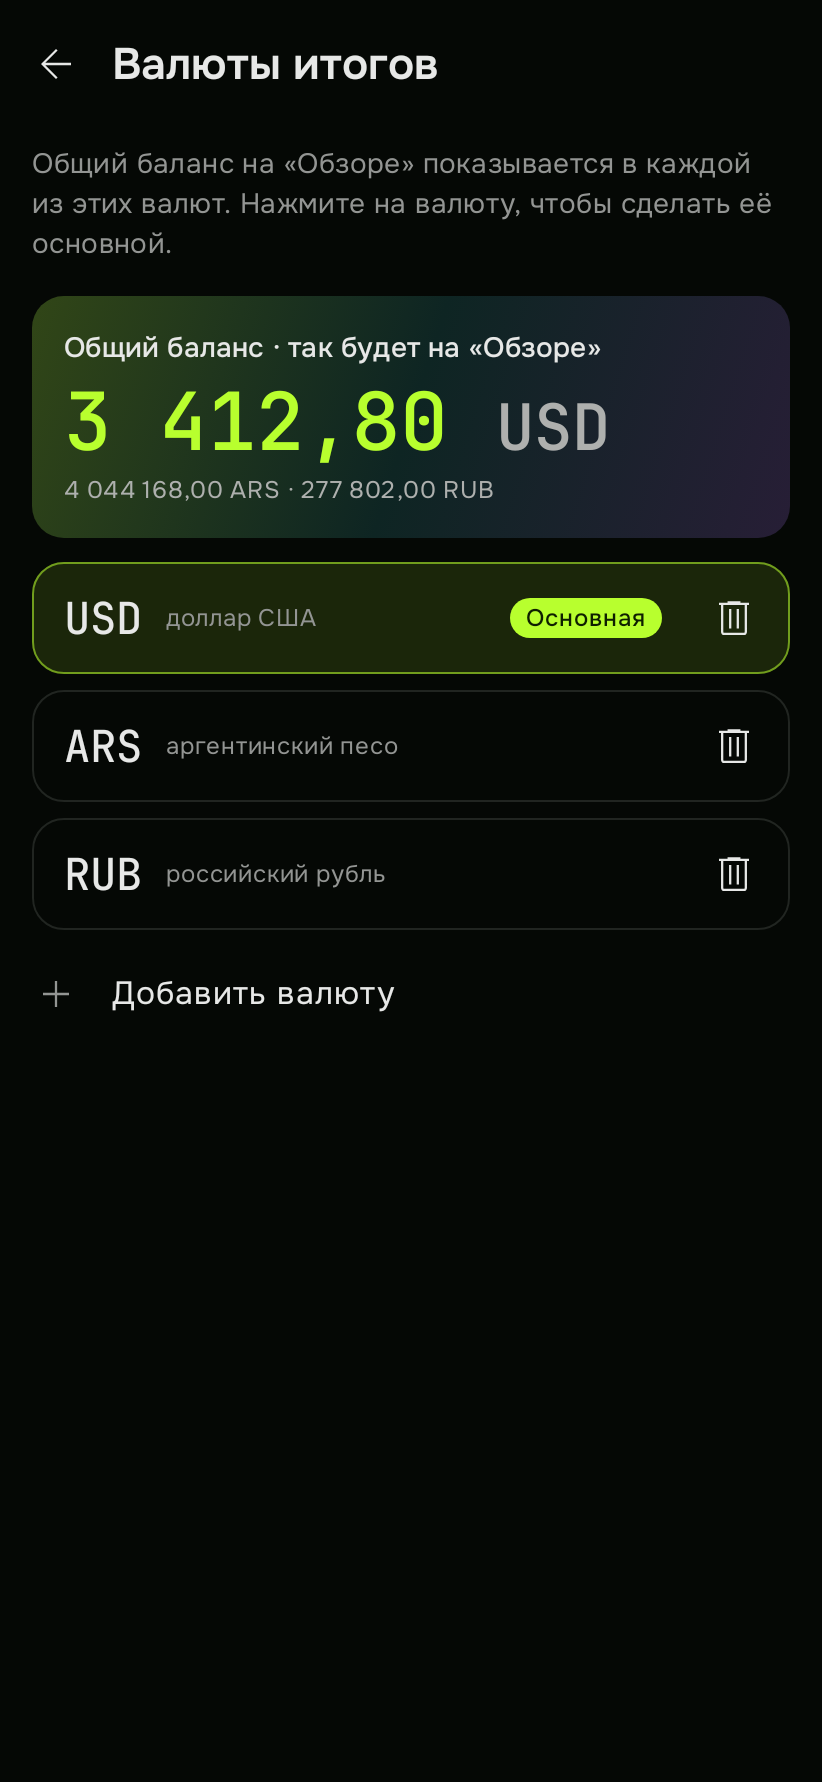 Валюты итогов
Общий баланс на «Обзоре» показывается в каждой
из этих валют. Нажмите на валюту, чтобы сделать её
основной.
Общий баланс · так будет на «Обзоре»
3 412,80 USD
4 044 168,00 ARS · 277 802,00 RUB
USD доллар США Основная
ARS аргентинский песо
RUB российский рубль
Добавить валюту